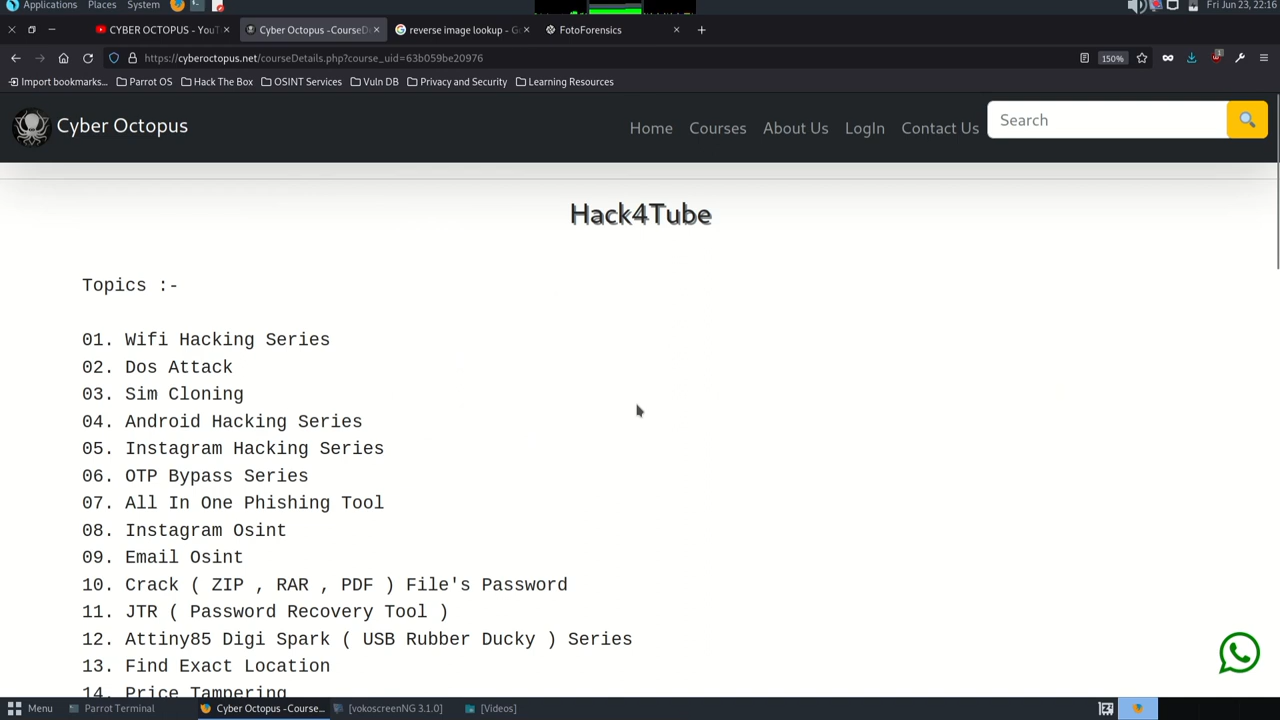 Applications Places System
Fri Jun 23, 22:16
CYBER OCTOPUS - YouT
Cyber Octopus -CourseD
reverse image lookup - G
FotoForensics
https://cyberoctopus.net/courseDetails.php?course_uid=63b059be20976
150%
1
Import bookmarks...
Parrot OS
Hack The Box
OSINT Services
Vuln DB
Privacy and Security
Learning Resources
Cyber Octopus
Home
Courses
About Us
LogIn
Contact Us
Search
Hack4Tube
Topics :-
01. Wifi Hacking Series
02. Dos Attack
03. Sim Cloning
04. Android Hacking Series
05. Instagram Hacking Series
06. OTP Bypass Series
07. All In One Phishing Tool
08. Instagram Osint
09. Email Osint
10. Crack ( ZIP , RAR , PDF ) File's Password
11. JTR ( Password Recovery Tool )
12. Attiny85 Digi Spark ( USB Rubber Ducky ) Series
13. Find Exact Location
14. Price Tampering
Menu
Parrot Terminal
Cyber Octopus -Course...
[vokoscreenNG 3.1.0]
[Videos]